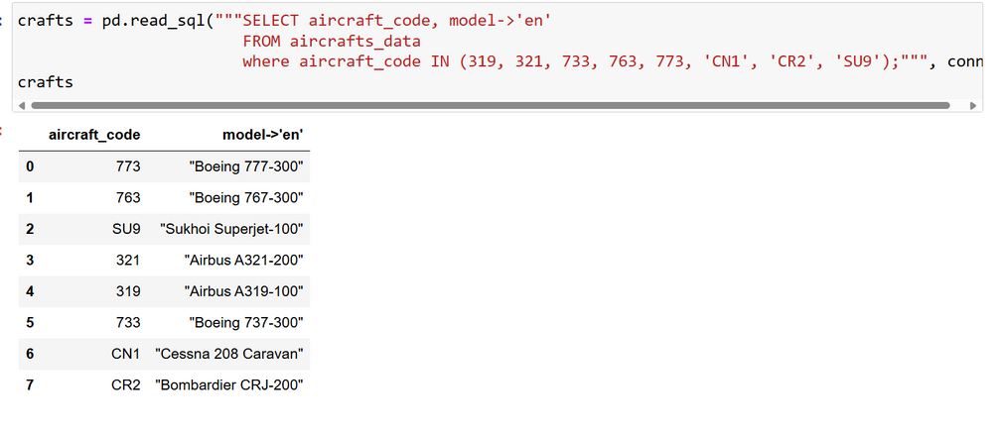 crafts = pd.read_sql("""SELECT aircraft_code, model->'en'
FROM aircrafts_data
where aircraft_code IN (319, 321, 733, 763, 773, 'CN1', 'CR2', 'SU9');""", conn
crafts
aircraft_code model->'en'
0 773 "Boeing 777-300"
1 763 "Boeing 767-300"
2 SU9 "Sukhoi Superjet-100"
3 321 "Airbus A321-200"
4 319 "Airbus A319-100"
5 733 "Boeing 737-300"
6 CN1 "Cessna 208 Caravan"
7 CR2 "Bombardier CRJ-200"